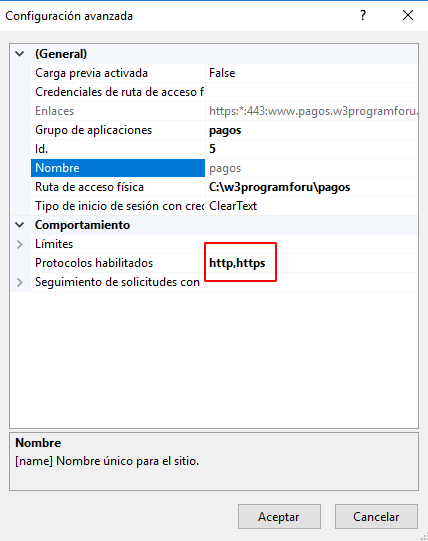 Configuración avanzada
(General)
Carga previa activada False
Credenciales de ruta de acceso f
Enlaces https:*:443:www.pagos.w3programforu.
Grupo de aplicaciones pagos
Id. 5
Nombre pagos
Ruta de acceso física C:\w3programforu\pagos
Tipo de inicio de sesión con cred ClearText
Comportamiento
Límites
Protocolos habilitados http,https
Seguimiento de solicitudes con
Nombre
[name] Nombre único para el sitio.
Aceptar Cancelar